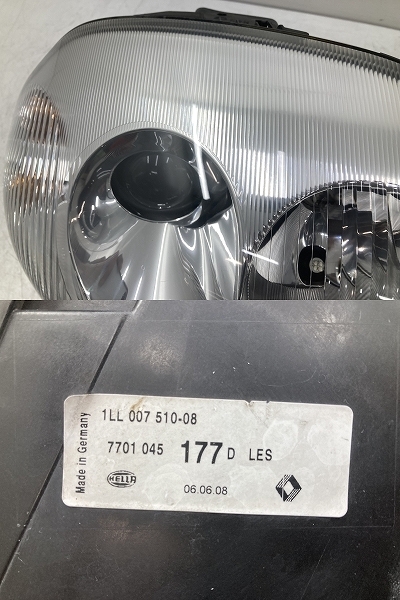 Made in Germany
1LL 007 510-08
7701 045 177 D LES
HELLA
06.06.08